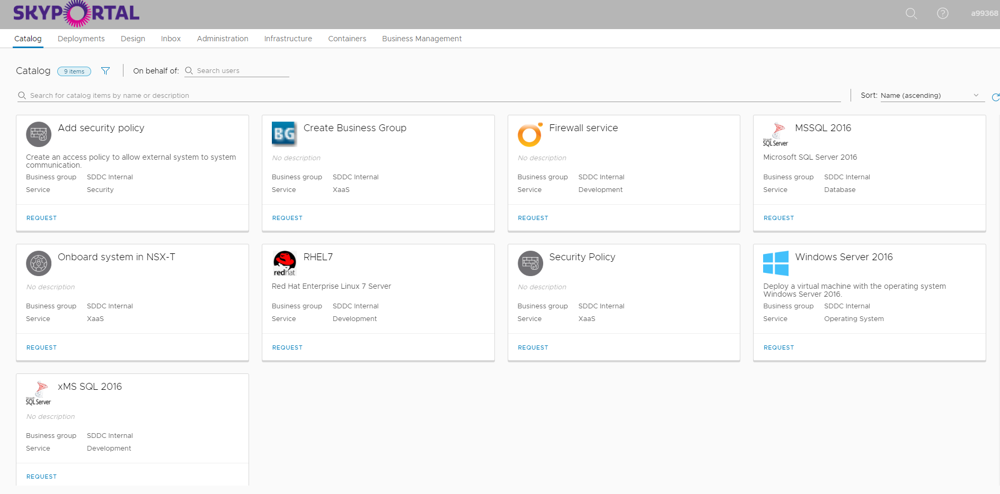 SKYPORTAL
a99368
Catalog Deployments Design Inbox Administration Infrastructure Containers Business Management
Catalog 9 items On behalf of: Search users
Search for catalog items by name or description Sort: Name (ascending)
Add security policy
Create an access policy to allow external system to system
communication.
Business group SDDC Internal
Service Security
REQUEST
BG
Create Business Group
No description
Business group SDDC Internal
Service XaaS
REQUEST
Firewall service
No description
Business group SDDC Internal
Service Development
REQUEST
Microsoft
SQL Server
MSSQL 2016
Microsoft SQL Server 2016
Business group SDDC Internal
Service Database
REQUEST
Onboard system in NSX-T
No description
Business group SDDC Internal
Service XaaS
REQUEST
redhat
RHEL7
Red Hat Enterprise Linux 7 Server
Business group SDDC Internal
Service Development
REQUEST
Security Policy
No description
Business group SDDC Internal
Service XaaS
REQUEST
Windows Server 2016
Deploy a virtual machine with the operating system
Windows Server 2016.
Business group SDDC Internal
Service Operating System
REQUEST
Microsoft
SQL Server
xMS SQL 2016
No description
Business group SDDC Internal
Service Development
REQUEST